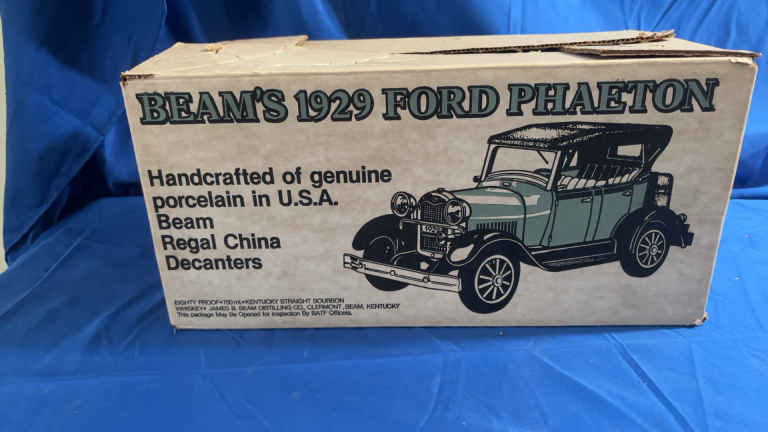 BEAM'S 1929 FORD PHAETON
Handcrafted of genuine
porcelain in U.S.A.
Beam
Regal China
Decanters
EIGHTY PROOF•750 mL•KENTUCKY STRAIGHT BOURBON
WHISKEY• JAMES B. BEAM DISTILLING CO., CLERMONT, BEAM, KENTUCKY
This package May Be Opened for Inspection By BATF Officers.
1929